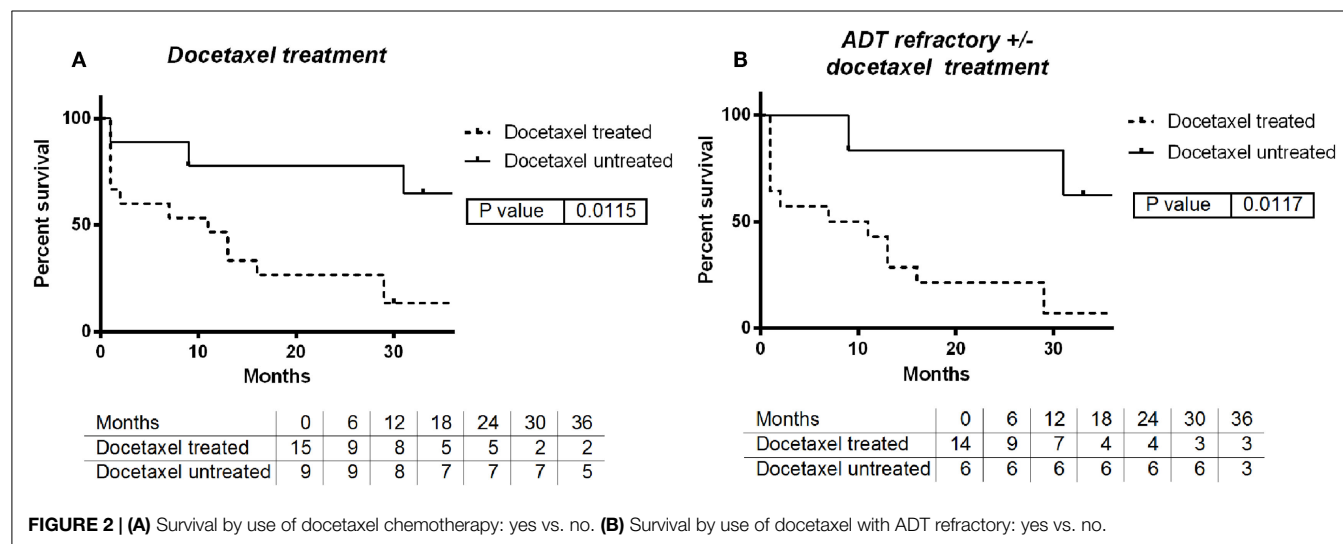 A
Docetaxel treatment
100
50
0
Percent survival
0 10 20 30
Months
Docetaxel treated
Docetaxel untreated
P value 0.0115
Months 0 6 12 18 24 30 36
Docetaxel treated 15 9 8 5 5 2 2
Docetaxel untreated 9 9 8 7 7 7 5
B
ADT refractory +/-
docetaxel treatment
100
50
0
Percent survival
0 10 20 30
Months
Docetaxel treated
Docetaxel untreated
P value 0.0117
Months 0 6 12 18 24 30 36
Docetaxel treated 14 9 7 4 4 3 3
Docetaxel untreated 6 6 6 6 6 6 3
FIGURE 2 | (A) Survival by use of docetaxel chemotherapy: yes vs. no. (B) Survival by use of docetaxel with ADT refractory: yes vs. no.